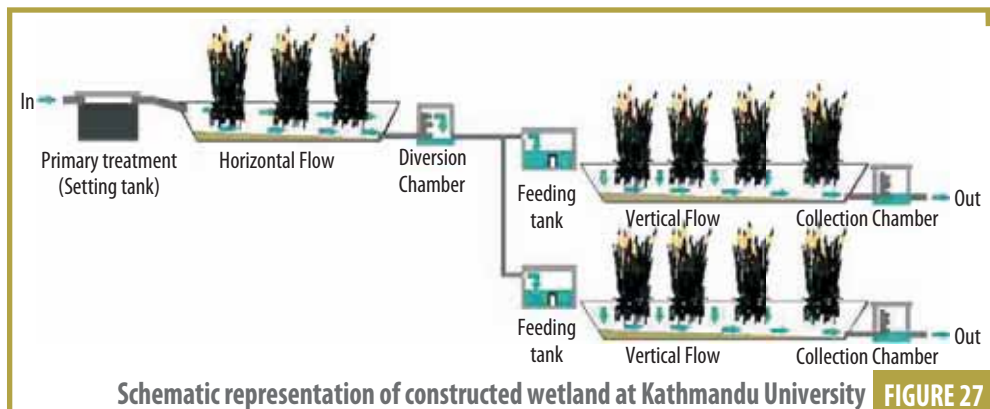 In
Primary treatment
(Setting tank)
Horizontal Flow
Diversion
Chamber
Feeding
tank
Vertical Flow
Collection Chamber
Out
Feeding
tank
Vertical Flow
Collection Chamber
Out
Schematic representation of constructed wetland at Kathmandu University FIGURE 27